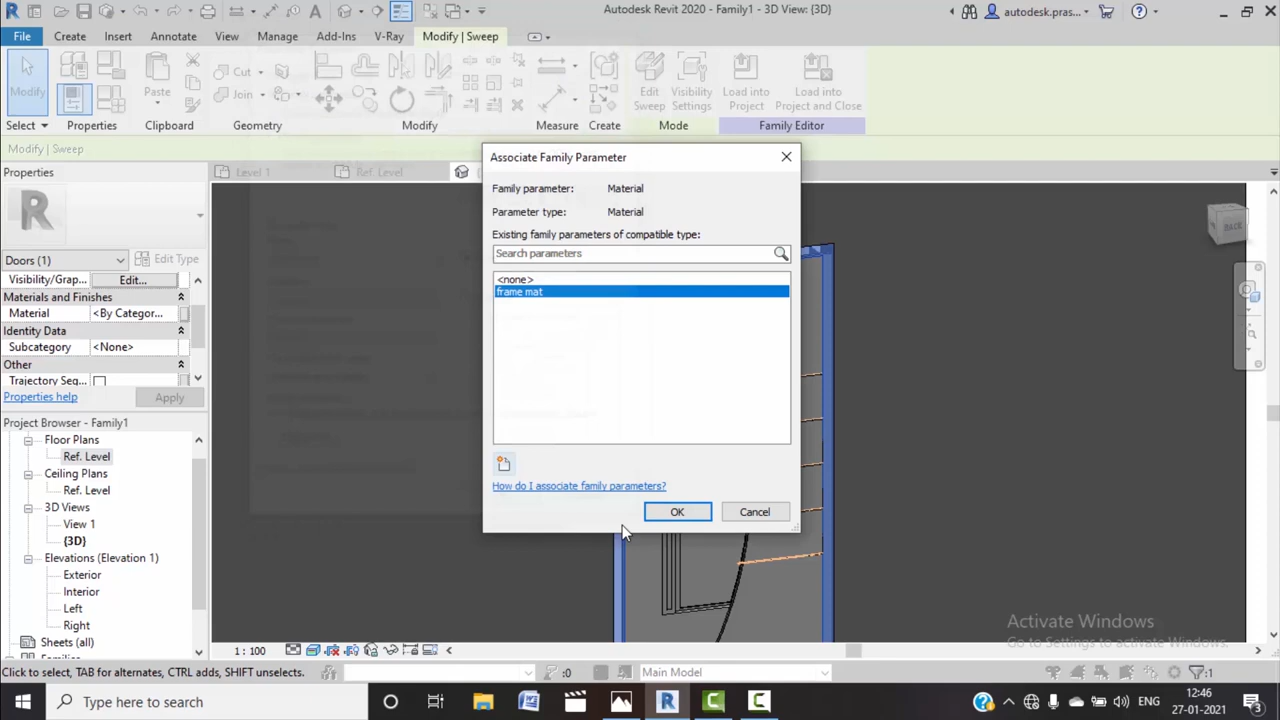 Autodesk Revit 2020 - Family1 - 3D View: {3D}
autodesk.pras...
File Create Insert Annotate View Manage Add-Ins V-Ray Modify | Sweep
Modify
Paste
Cut
Join
Edit Sweep
Visibility Settings
Load into Project
Load into Project and Close
Select Properties Clipboard Geometry Modify Measure Create Mode Family Editor
Modify | Sweep
Properties
Level 1
Ref. Level
Doors (1)
Edit Type
Visibility/Grap... Edit...
Materials and Finishes
Material <By Categor...
Identity Data
Subcategory <None>
Other
Trajectory Seg...
Properties help Apply
Project Browser - Family1
Floor Plans
Ref. Level
Ceiling Plans
Ref. Level
3D Views
View 1
{3D}
Elevations (Elevation 1)
Exterior
Interior
Left
Right
Sheets (all)
Families
Associate Family Parameter
Family parameter: Material
Parameter type: Material
Existing family parameters of compatible type:
Search parameters
<none>
frame mat
How do I associate family parameters?
OK Cancel
BACK
Activate Windows
Go to Settings to activate Windows.
1 : 100
Click to select, TAB for alternates, CTRL adds, SHIFT unselects.
:0
Main Model
:1
Type here to search
ENG
12:46
27-01-2021
3